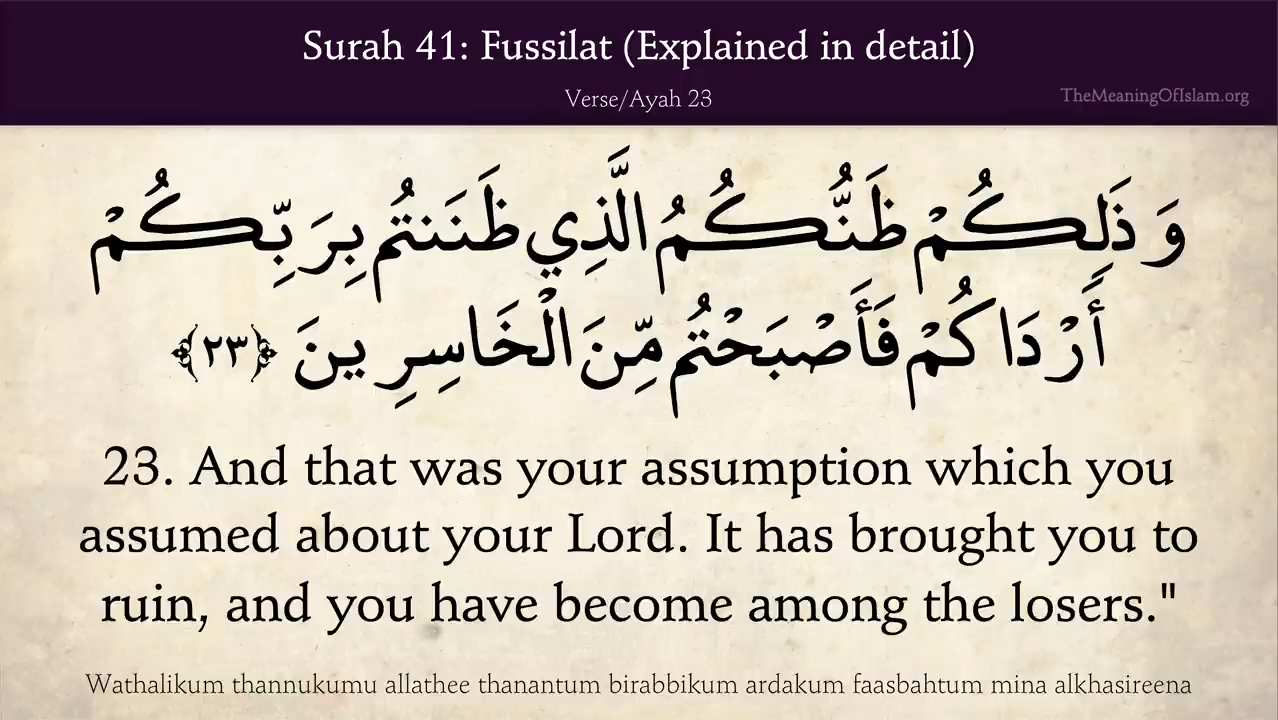 Surah 41: Fussilat (Explained in detail)
Verse/Ayah 23
TheMeaningOfIslam.org
وَذَٰلِكُمْ ظَنُّكُمُ الَّذِي ظَنَنتُم بِرَبِّكُمْ
أَرْدَاكُمْ فَأَصْبَحْتُم مِّنَ الْخَاسِرِينَ ﴿٢٣﴾
23. And that was your assumption which you
assumed about your Lord. It has brought you to
ruin, and you have become among the losers."
Wathalikum thannukumu allathee thanantum birabbikum ardakum faasbahtum mina alkhasireena